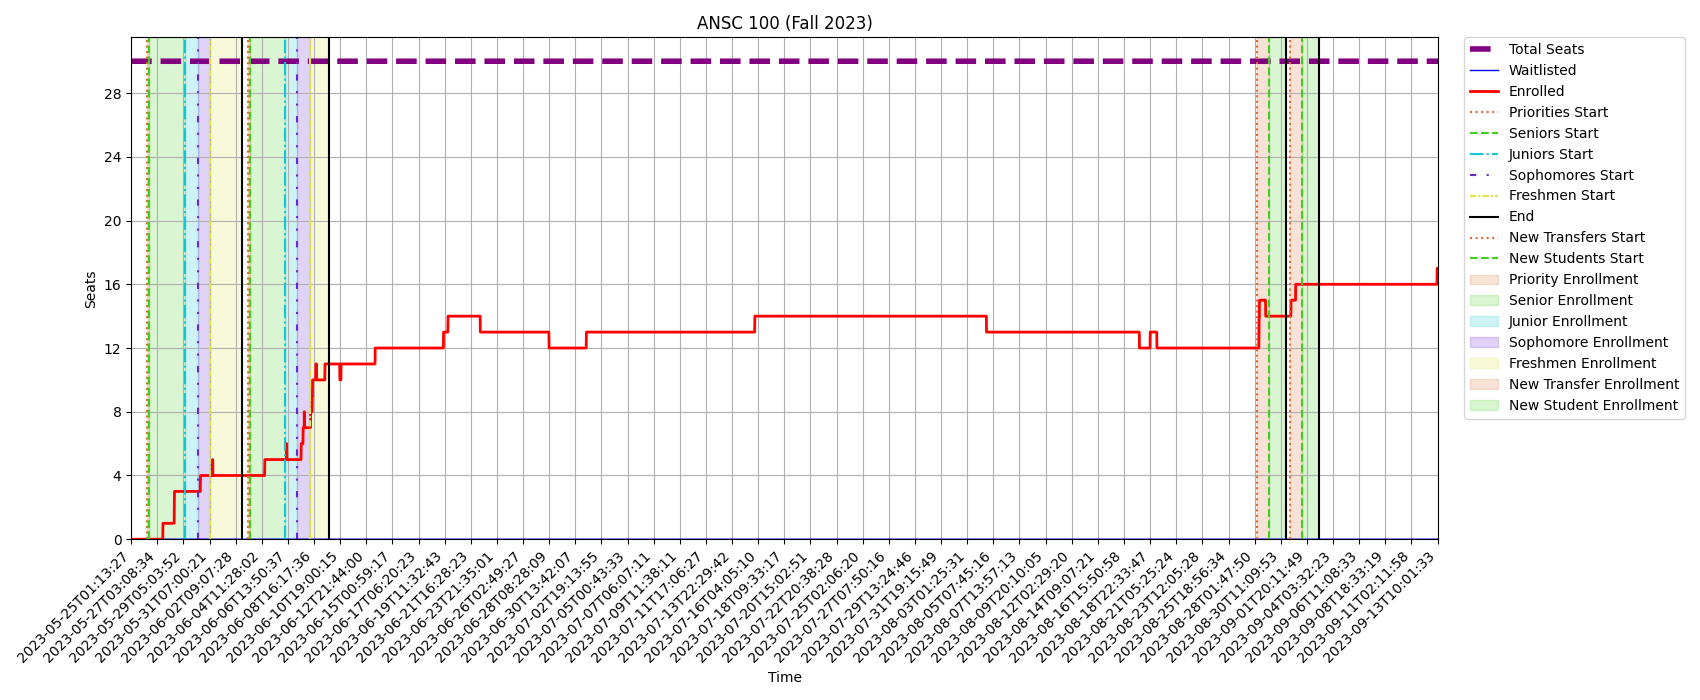 ANSC 100 (Fall 2023)
Seats
28
24
20
16
12
8
4
0
2023-05-25T01:13:27
2023-05-27T03:08:34
2023-05-29T05:03:52
2023-05-31T07:00:21
2023-06-02T09:07:28
2023-06-04T11:28:02
2023-06-06T13:50:37
2023-06-08T16:17:36
2023-06-10T19:00:15
2023-06-12T21:44:00
2023-06-15T00:59:17
2023-06-17T06:20:23
2023-06-19T11:32:43
2023-06-21T16:28:23
2023-06-23T21:35:01
2023-06-26T02:49:27
2023-06-28T08:28:09
2023-06-30T13:42:07
2023-07-02T19:13:55
2023-07-05T00:43:33
2023-07-07T06:07:11
2023-07-09T11:38:11
2023-07-11T17:06:27
2023-07-13T22:29:42
2023-07-16T04:05:10
2023-07-18T09:33:17
2023-07-20T15:02:51
2023-07-22T20:38:28
2023-07-25T02:06:20
2023-07-27T07:50:16
2023-07-29T13:24:46
2023-07-31T19:15:49
2023-08-03T01:25:31
2023-08-05T07:45:16
2023-08-07T13:57:13
2023-08-09T20:10:05
2023-08-12T02:29:20
2023-08-14T09:07:21
2023-08-16T15:50:58
2023-08-18T22:33:47
2023-08-21T05:25:24
2023-08-23T12:05:28
2023-08-25T18:56:34
2023-08-28T01:47:50
2023-08-30T11:09:53
2023-09-01T20:11:49
2023-09-04T03:32:23
2023-09-06T11:08:33
2023-09-08T18:33:19
2023-09-11T02:11:58
2023-09-13T10:01:33
Time
Total Seats
Waitlisted
Enrolled
Priorities Start
Seniors Start
Juniors Start
Sophomores Start
Freshmen Start
End
New Transfers Start
New Students Start
Priority Enrollment
Senior Enrollment
Junior Enrollment
Sophomore Enrollment
Freshmen Enrollment
New Transfer Enrollment
New Student Enrollment